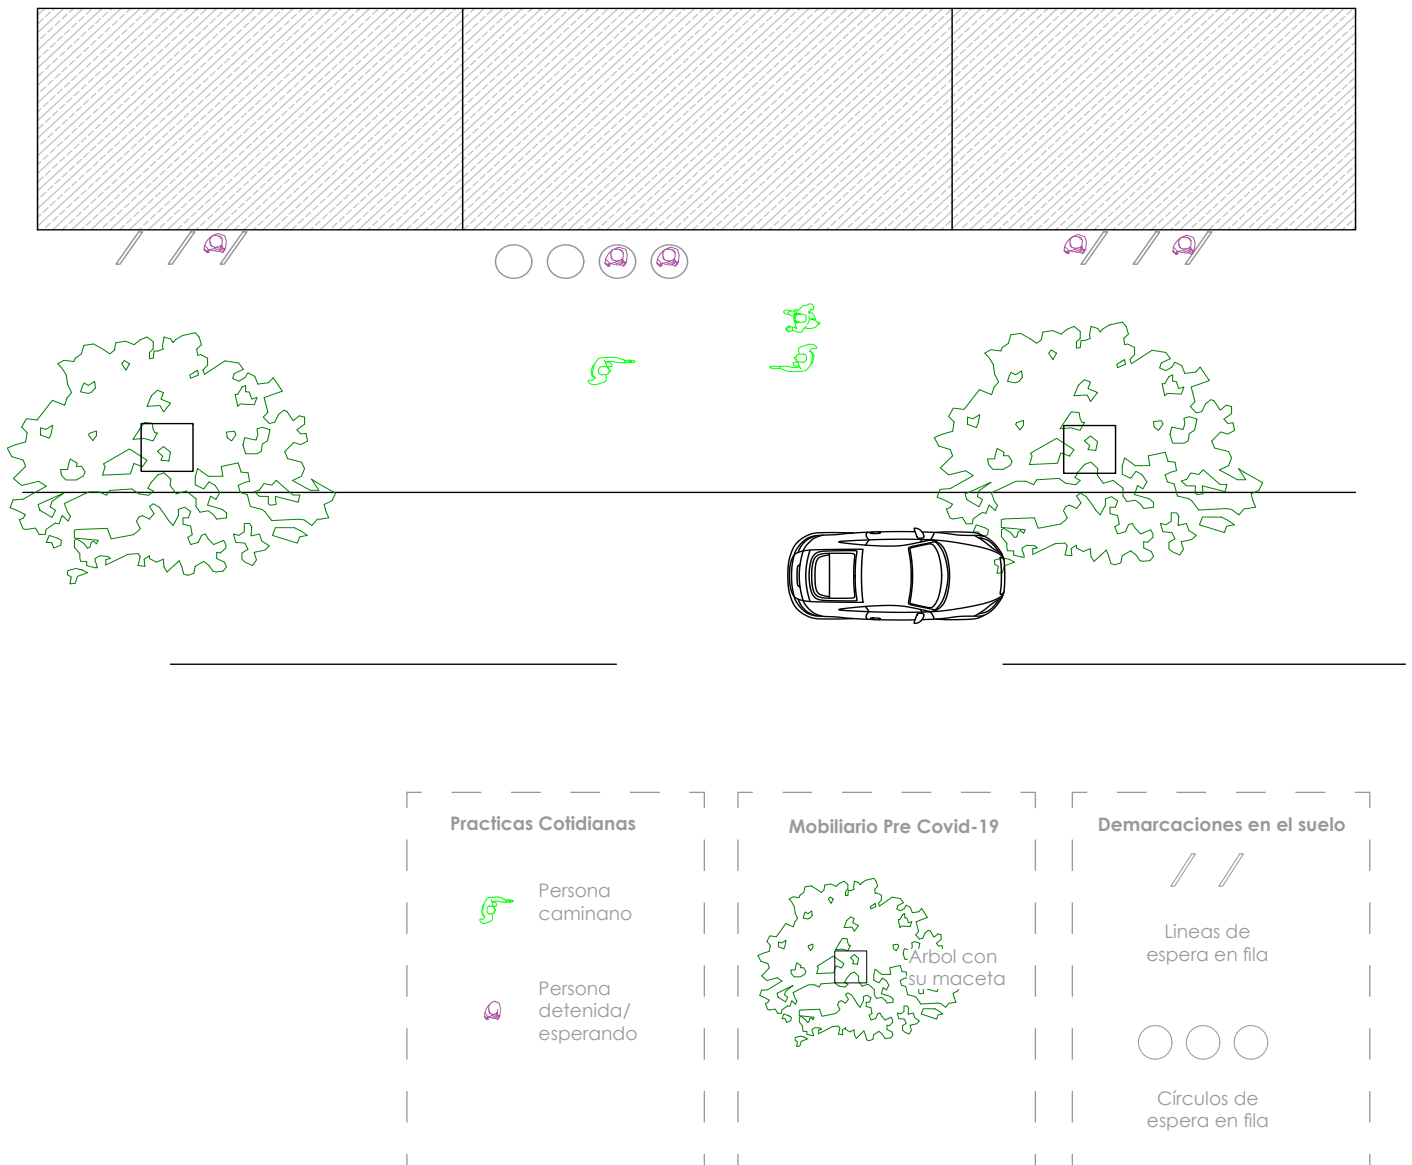 Practicas Cotidianas
Persona
caminano
Persona
detenida/
esperando
Mobiliario Pre Covid-19
Árbol con
su maceta
Demarcaciones en el suelo
Lineas de
espera en fila
Círculos de
espera en fila